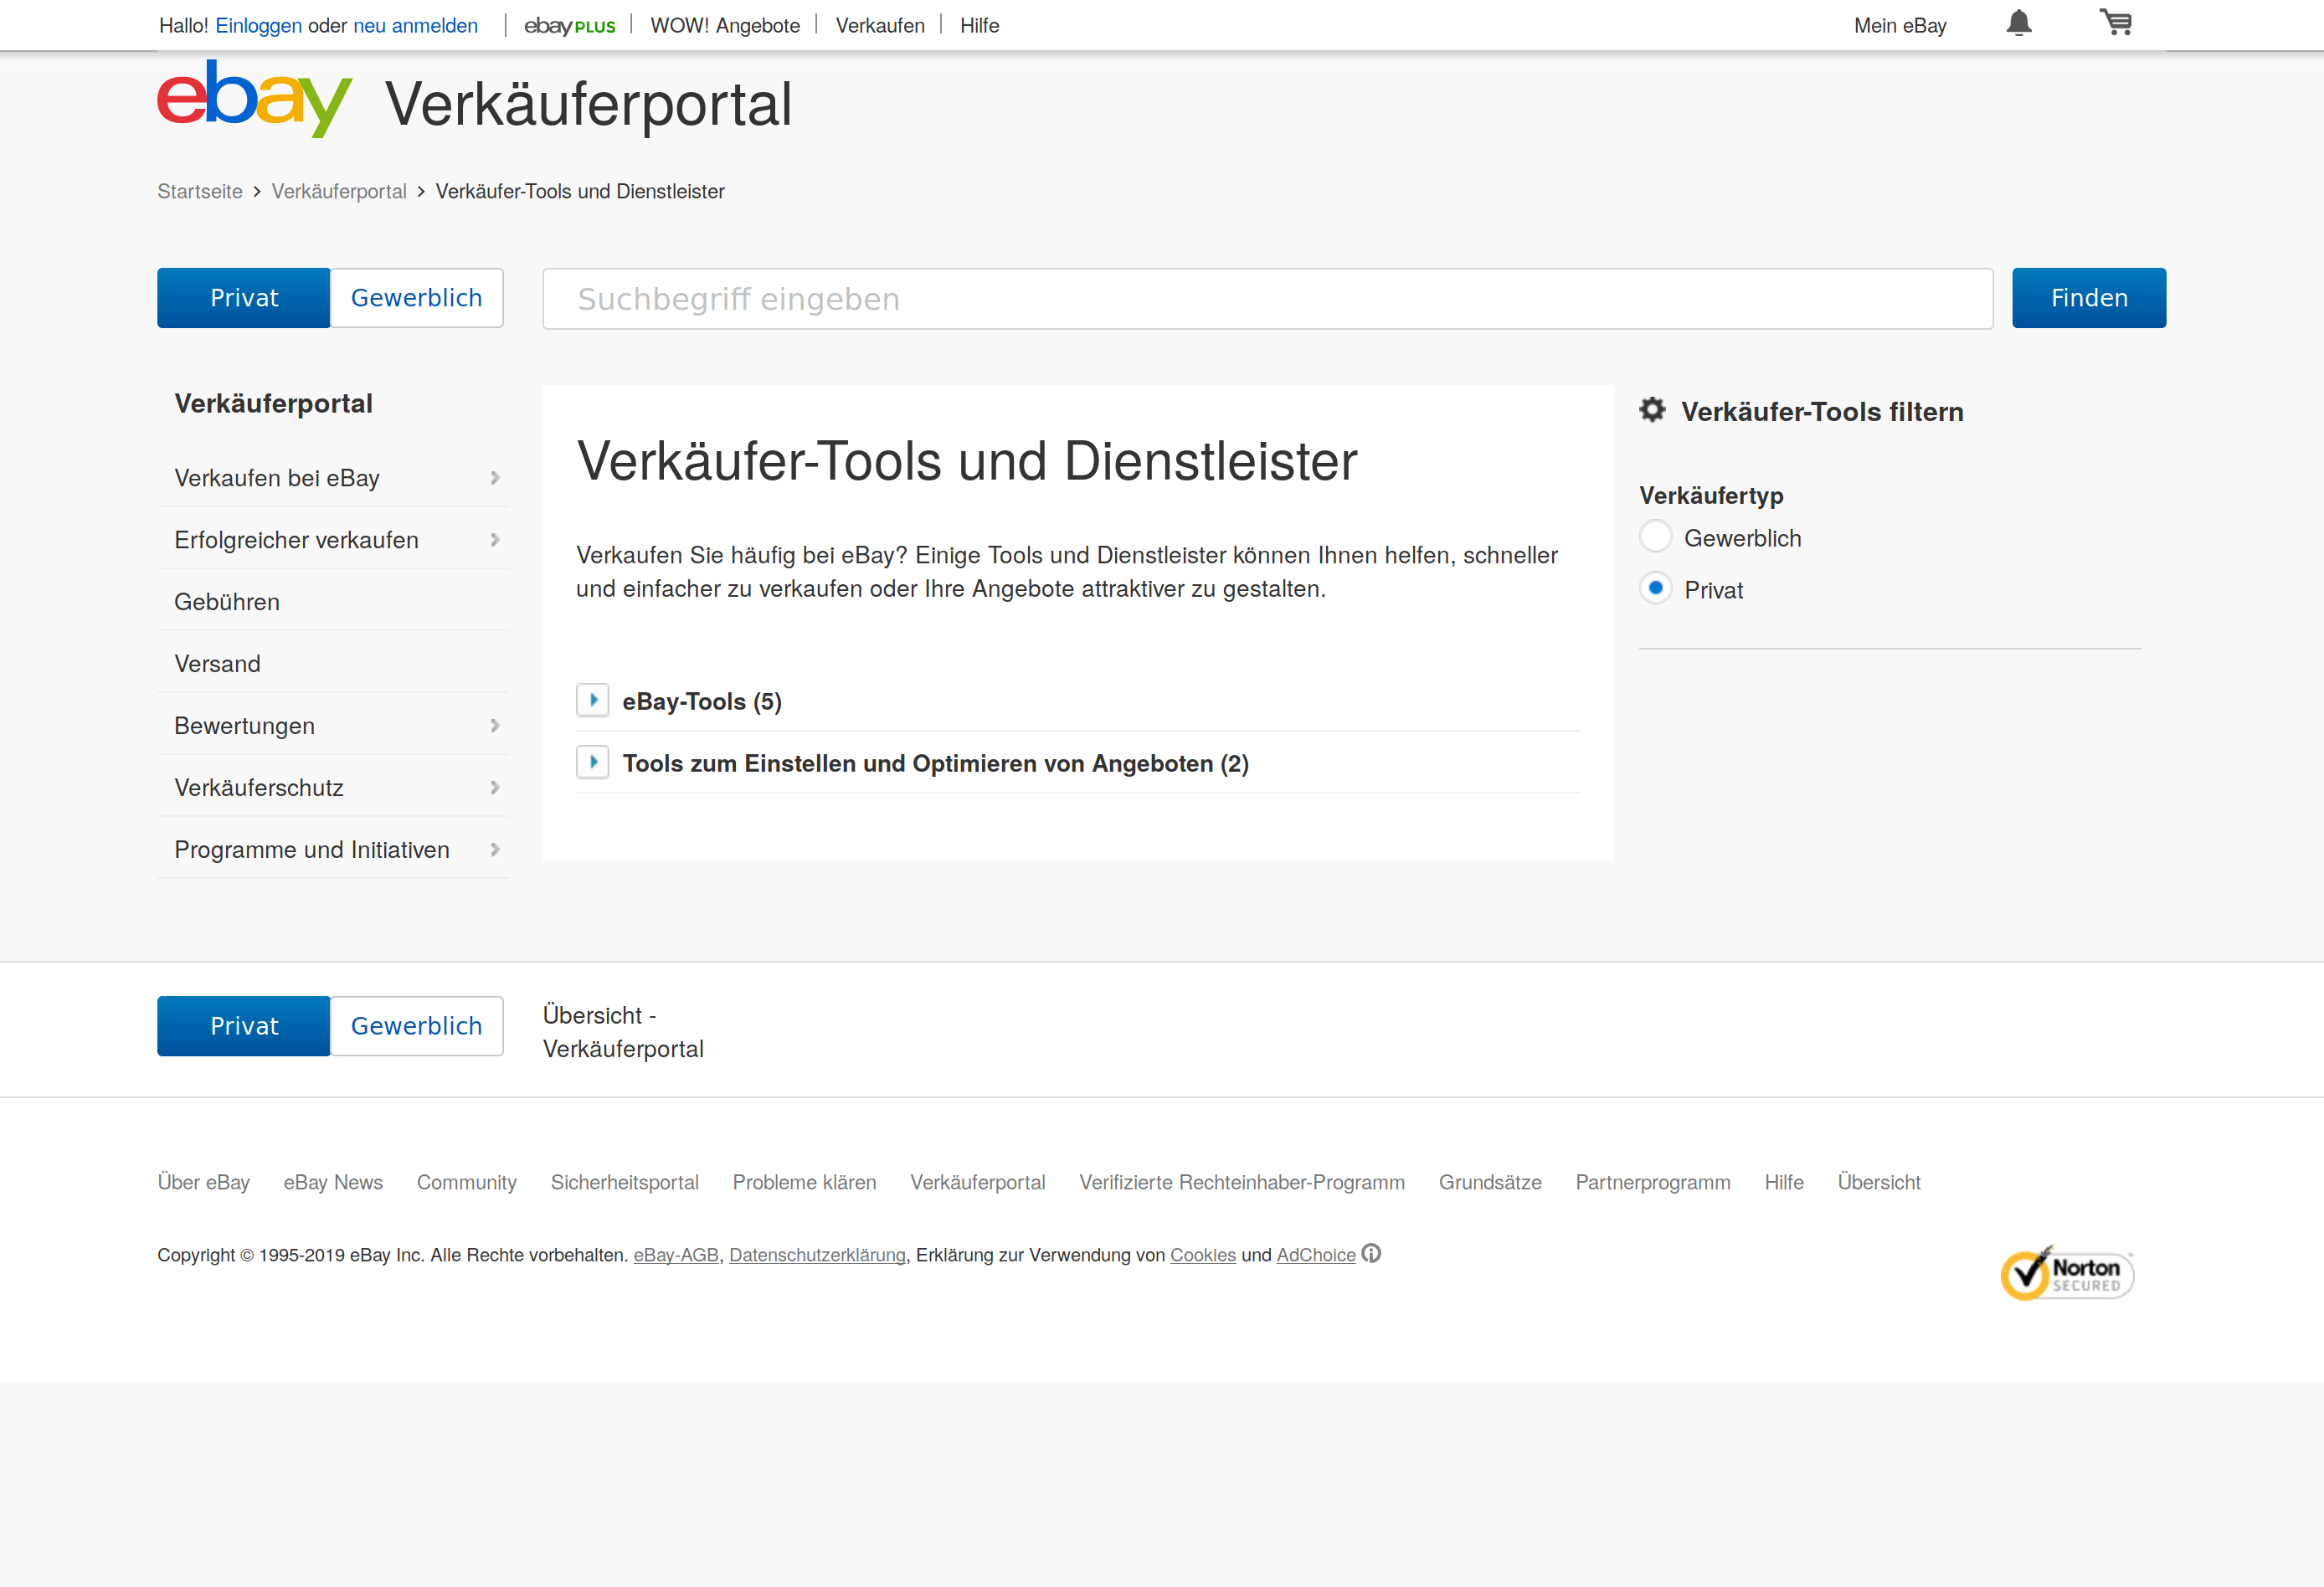 Hallo! Einloggen oder neu anmelden
ebay PLUS
WOW! Angebote
Verkaufen
Hilfe
Mein eBay
ebay Verkäuferportal
Startseite > Verkäuferportal > Verkäufer-Tools und Dienstleister
Privat
Gewerblich
Suchbegriff eingeben
Finden
Verkäuferportal
Verkaufen bei eBay
Erfolgreicher verkaufen
Gebühren
Versand
Bewertungen
Verkäuferschutz
Programme und Initiativen
Verkäufer-Tools und Dienstleister
Verkaufen Sie häufig bei eBay? Einige Tools und Dienstleister können Ihnen helfen, schneller
und einfacher zu verkaufen oder Ihre Angebote attraktiver zu gestalten.
eBay-Tools (5)
Tools zum Einstellen und Optimieren von Angeboten (2)
Verkäufer-Tools filtern
Verkäufertyp
Gewerblich
Privat
Privat
Gewerblich
Übersicht -
Verkäuferportal
Über eBay
eBay News
Community
Sicherheitsportal
Probleme klären
Verkäuferportal
Verifizierte Rechteinhaber-Programm
Grundsätze
Partnerprogramm
Hilfe
Übersicht
Copyright © 1995-2019 eBay Inc. Alle Rechte vorbehalten. eBay-AGB, Datenschutzerklärung, Erklärung zur Verwendung von Cookies und AdChoice
Norton
SECURED